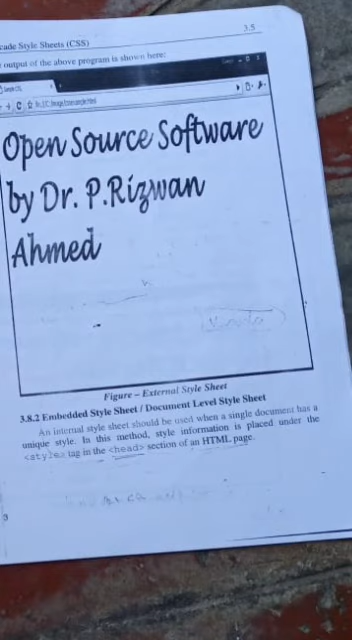 cade Style Sheets (CSS) 3.5
output of the above program is shown here:
Open Source Software
by Dr. P.Rizwan
Ahmed
Figure – External Style Sheet
3.8.2 Embedded Style Sheet / Document Level Style Sheet
An internal style sheet should be used when a single document has a
unique style. In this method, style information is placed under the
<style> tag in the <head> section of an HTML page.